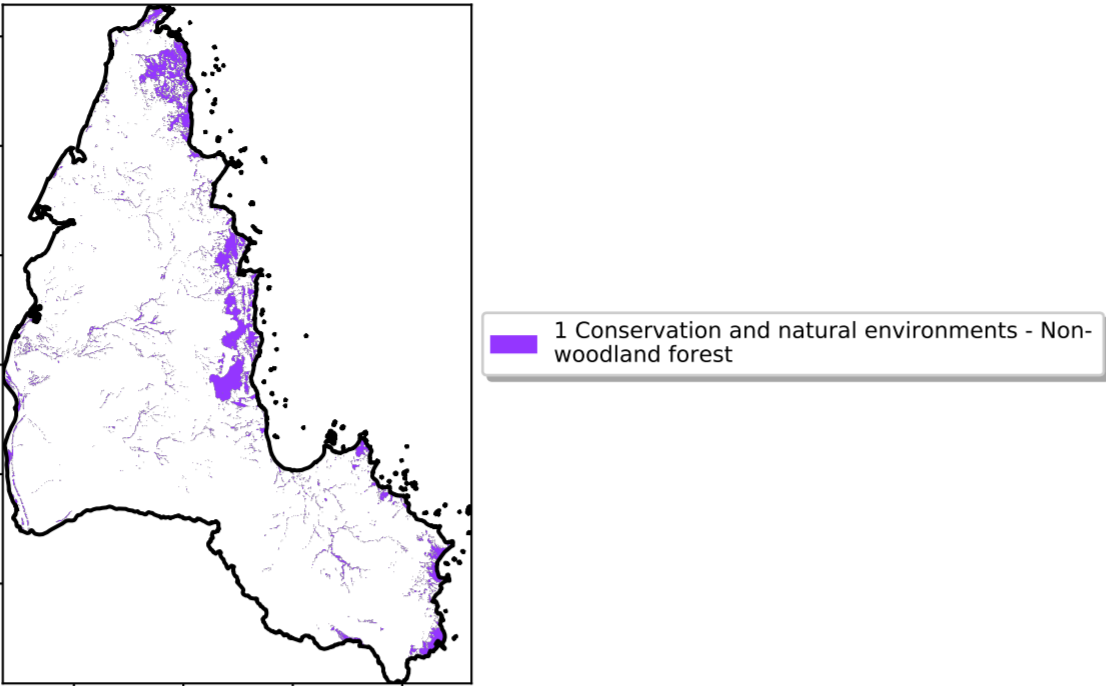 1 Conservation and natural environments - Non-
woodland forest